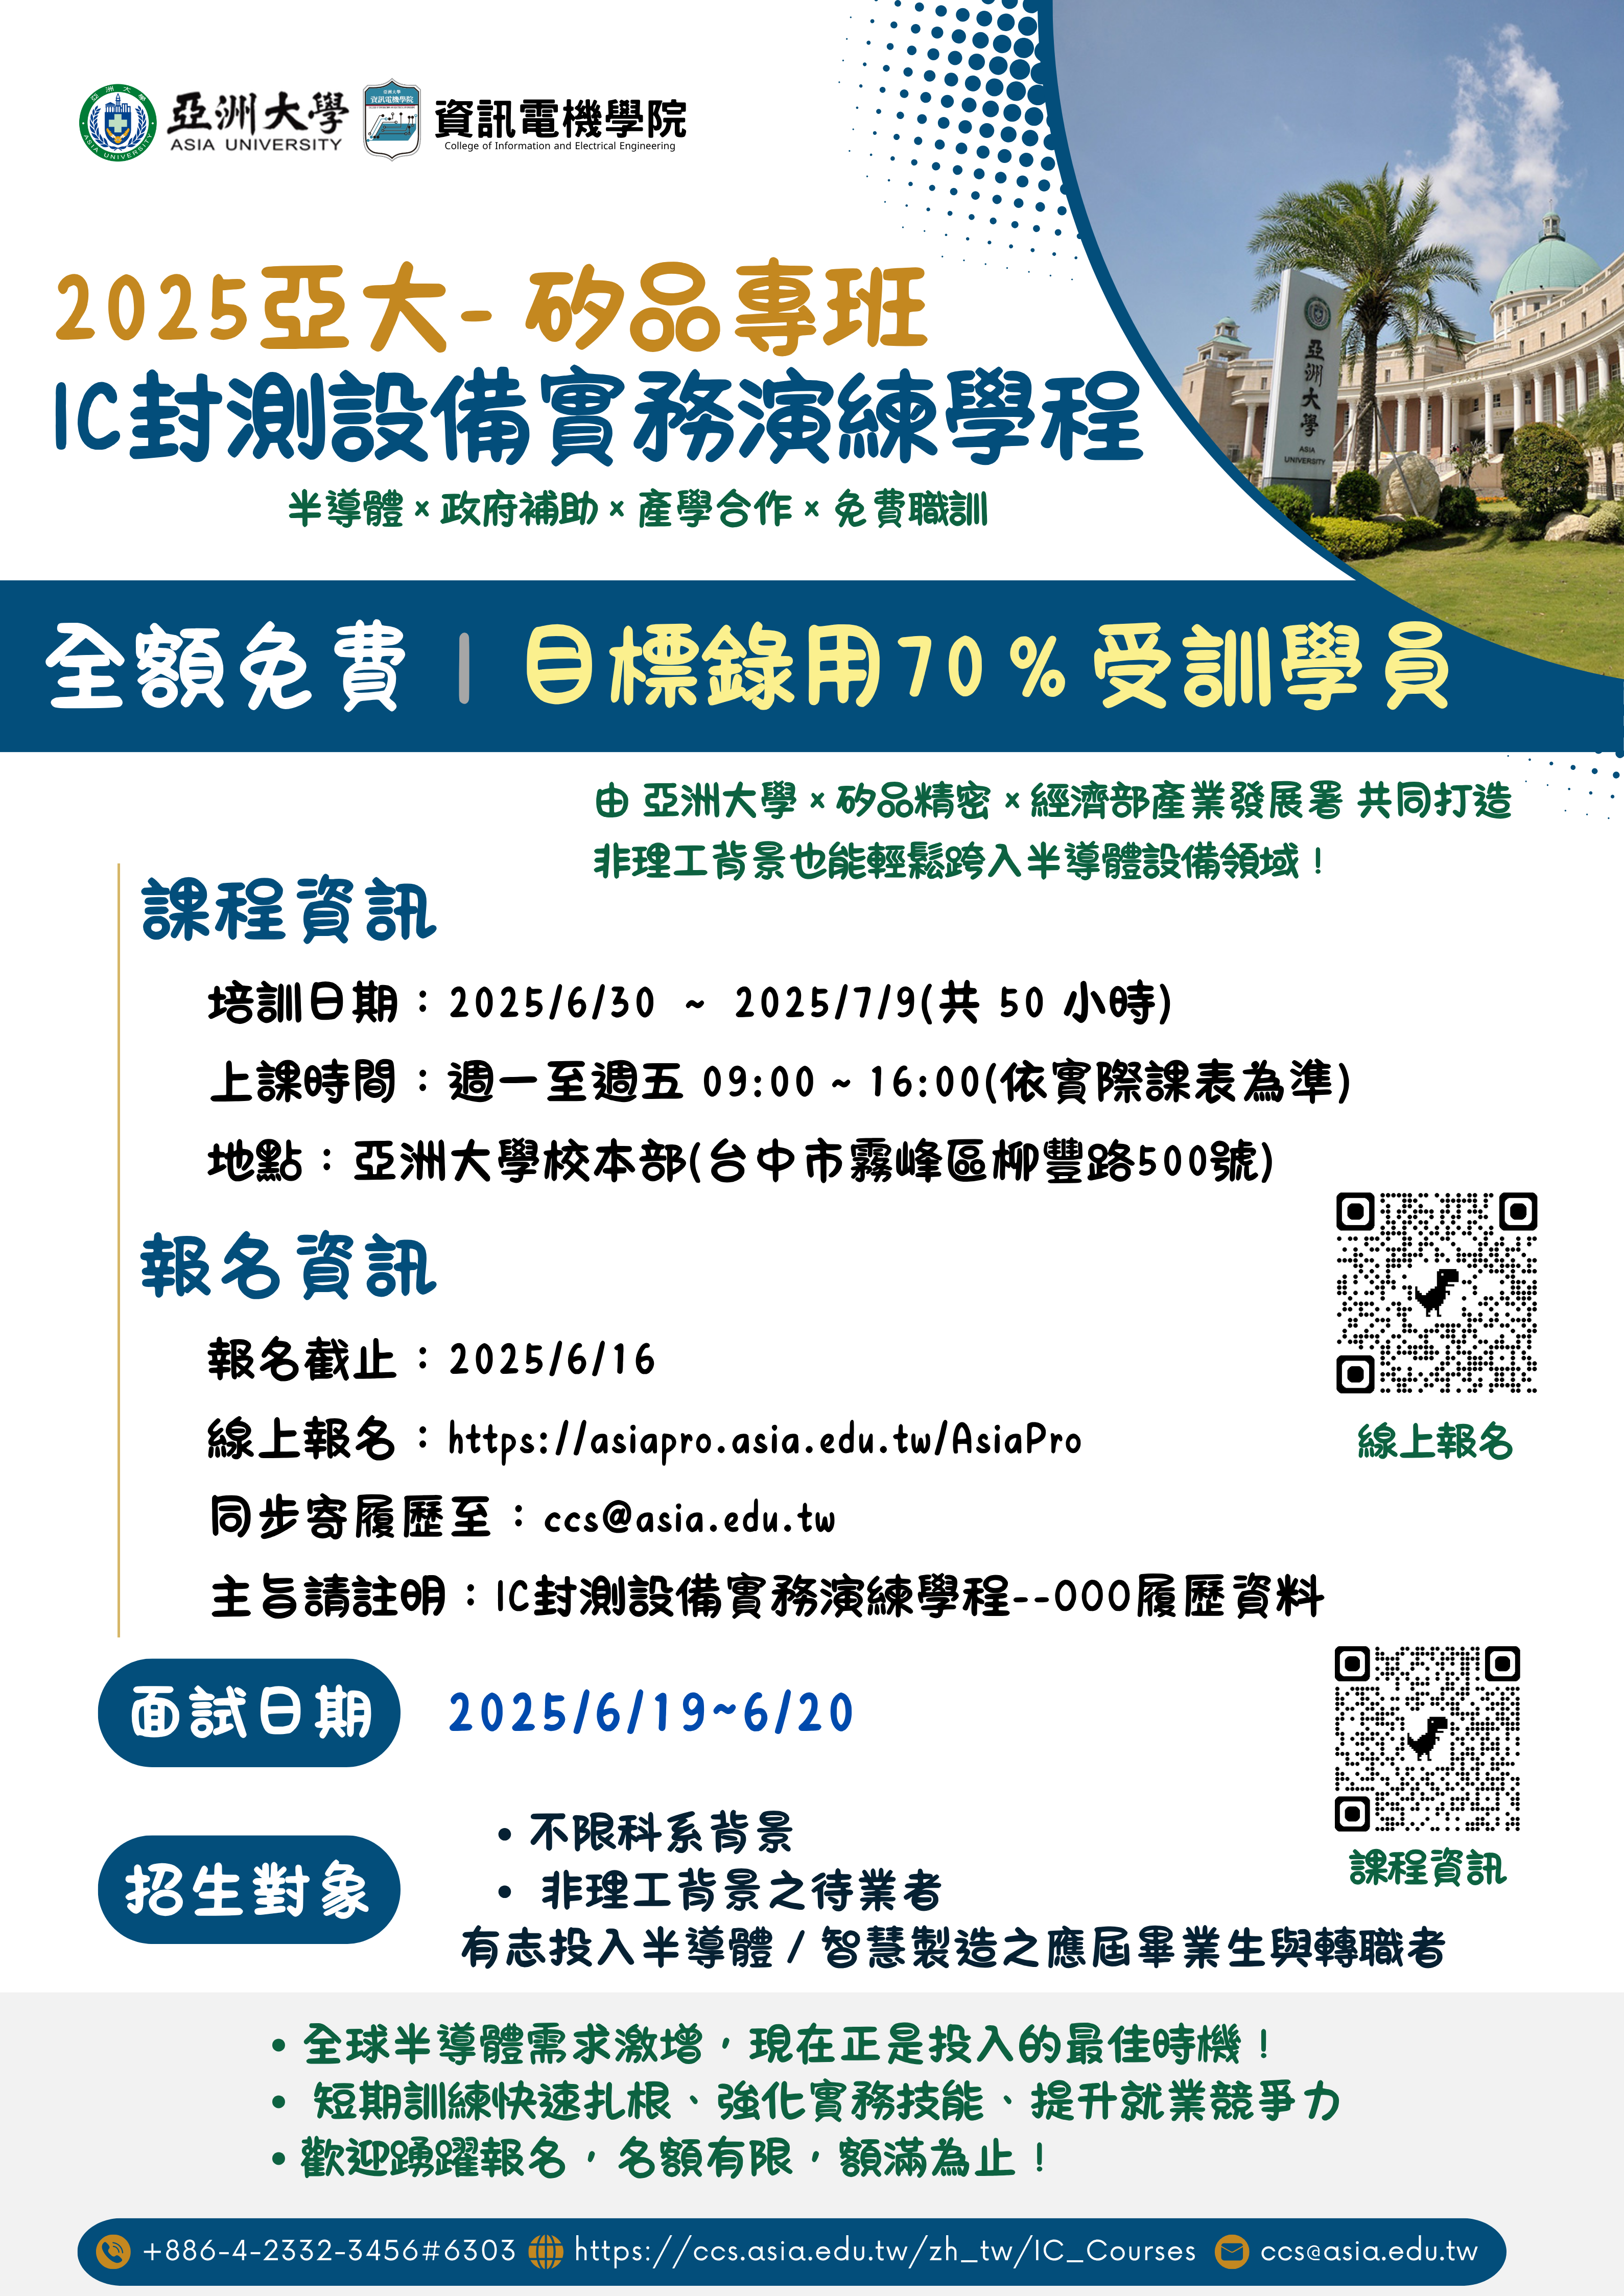 亞洲大學
ASIA UNIVERSITY
資訊電機學院
College of Information and Electrical Engineering
亞洲大學
ASIA UNIVERSITY
2025亞大- 矽品專班
IC封測設備實務演練學程
半導體 × 政府補助 × 產學合作 × 免費職訓
全額免費 | 目標錄用70 % 受訓學員
由 亞洲大學 × 矽品精密 × 經濟部產業發展署 共同打造
非理工背景也能輕鬆跨入半導體設備領域！
課程資訊
培訓日期：2025/6/30 ~ 2025/7/9(共 50 小時)
上課時間：週一至週五 09:00 ~ 16:00(依實際課表為準)
地點：亞洲大學校本部(台中市霧峰區柳豐路500號)
報名資訊
報名截止：2025/6/16
線上報名：https://asiapro.asia.edu.tw/AsiaPro
線上報名
同步寄履歷至：ccs@asia.edu.tw
主旨請註明：IC封測設備實務演練學程--OOO履歷資料
面試日期
2025/6/19~6/20
招生對象
• 不限科系背景
• 非理工背景之待業者
有志投入半導體 / 智慧製造之應屆畢業生與轉職者
課程資訊
• 全球半導體需求激增，現在正是投入的最佳時機！
• 短期訓練快速扎根、強化實務技能、提升就業競爭力
• 歡迎踴躍報名，名額有限，額滿為止！
+886-4-2332-3456#6303 https://ccs.asia.edu.tw/zh_tw/IC_Courses ccs@asia.edu.tw